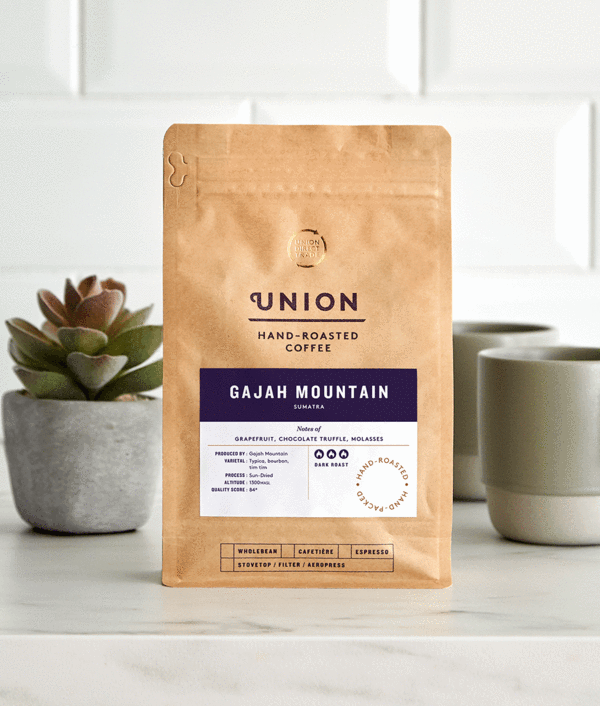 UNION
DIRECT
TRADE
UNION
HAND-ROASTED
COFFEE
GAJAH MOUNTAIN
SUMATRA
Notes of
GRAPEFRUIT, CHOCOLATE TRUFFLE, MOLASSES
PRODUCED BY : Gajah Mountain
VARIETAL : Typica, bourbon,
tim tim
PROCESS : Sun-Dried
ALTITUDE : 1500MASL
QUALITY SCORE : 84+
DARK ROAST
• HAND-ROASTED • HAND-PACKED
WHOLEBEAN CAFETIÈRE ESPRESSO
STOVETOP / FILTER / AEROPRESS